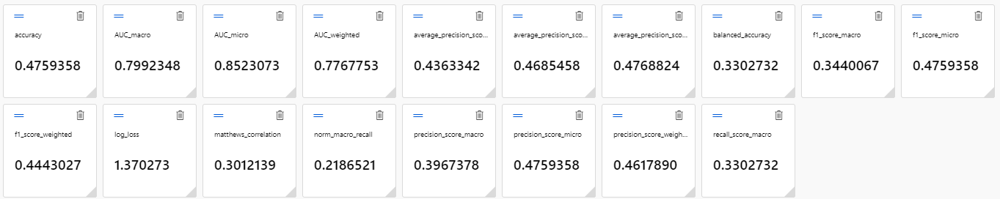 accuracy
0.4759358
AUC_macro
0.7992348
AUC_micro
0.8523073
AUC_weighted
0.7767753
average_precision_sco...
0.4363342
average_precision_sco...
0.4685458
average_precision_sco...
0.4768824
balanced_accuracy
0.3302732
f1_score_macro
0.3440067
f1_score_micro
0.4759358
f1_score_weighted
0.4443027
log_loss
1.370273
matthews_correlation
0.3012139
norm_macro_recall
0.2186521
precision_score_macro
0.3967378
precision_score_micro
0.4759358
precision_score_weigh...
0.4617890
recall_score_macro
0.3302732